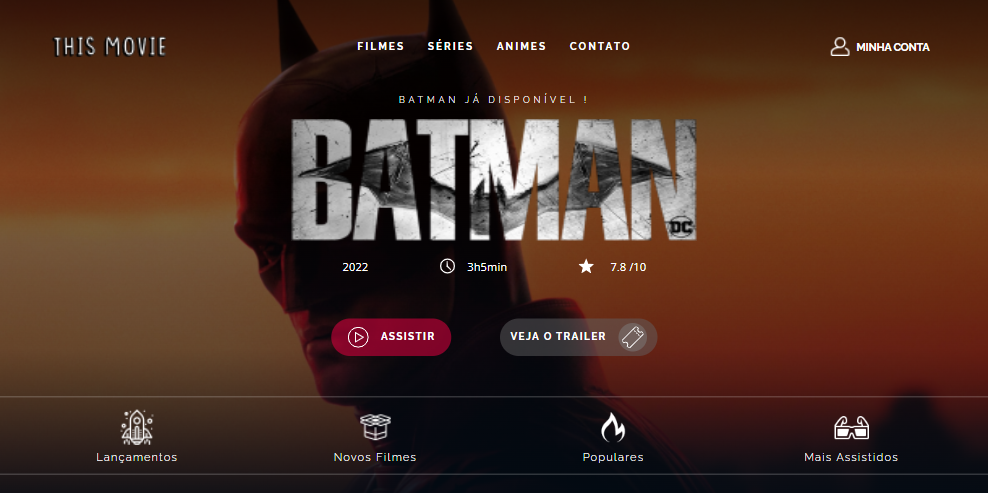 THIS MOVIE
FILMES SÉRIES ANIMES CONTATO
MINHA CONTA
BATMAN JÁ DISPONÍVEL !
BATMAN
DC
2022 3h5min 7.8 /10
ASSISTIR VEJA O TRAILER
Lançamentos Novos Filmes Populares Mais Assistidos